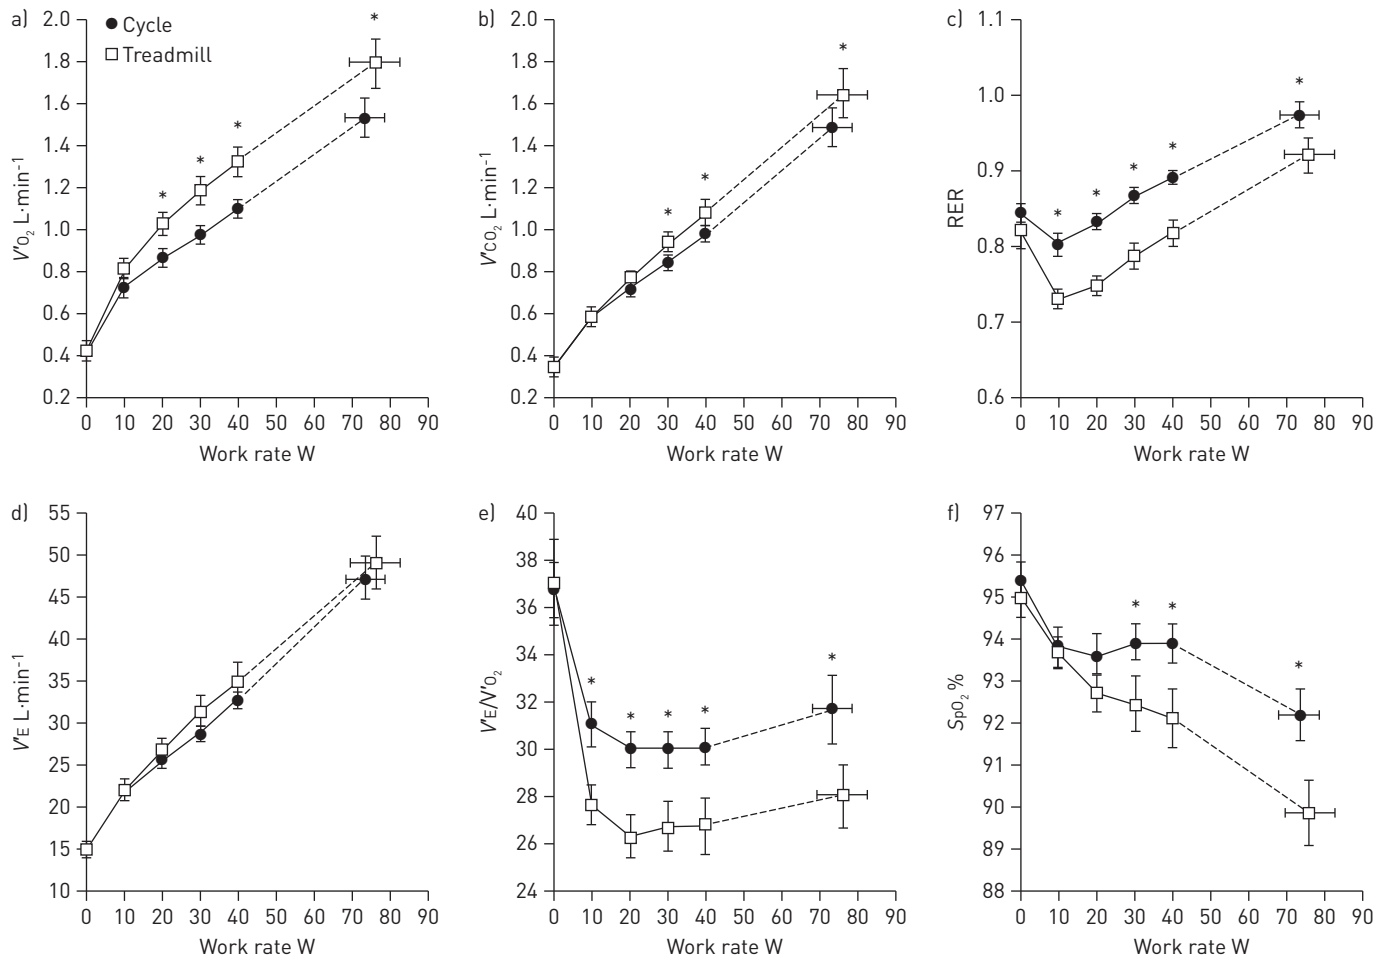 a)
2.0
1.8
1.6
1.4
1.2
1.0
0.8
0.6
0.4
0.2
V′O₂ L·min⁻¹
Cycle
Treadmill
*
*
*
*
0 10 20 30 40 50 60 70 80 90
Work rate W
b)
2.0
1.8
1.6
1.4
1.2
1.0
0.8
0.6
0.4
0.2
V′CO₂ L·min⁻¹
*
*
*
0 10 20 30 40 50 60 70 80 90
Work rate W
c)
1.1
1.0
0.9
0.8
0.7
0.6
RER
*
*
*
*
*
0 10 20 30 40 50 60 70 80 90
Work rate W
d)
55
50
45
40
35
30
25
20
15
10
V′E L·min⁻¹
0 10 20 30 40 50 60 70 80 90
Work rate W
e)
40
38
36
34
32
30
28
26
24
V′E/V′O₂
*
*
*
*
*
0 10 20 30 40 50 60 70 80 90
Work rate W
f)
97
96
95
94
93
92
91
90
89
88
SpO₂ %
*
*
*
0 10 20 30 40 50 60 70 80 90
Work rate W